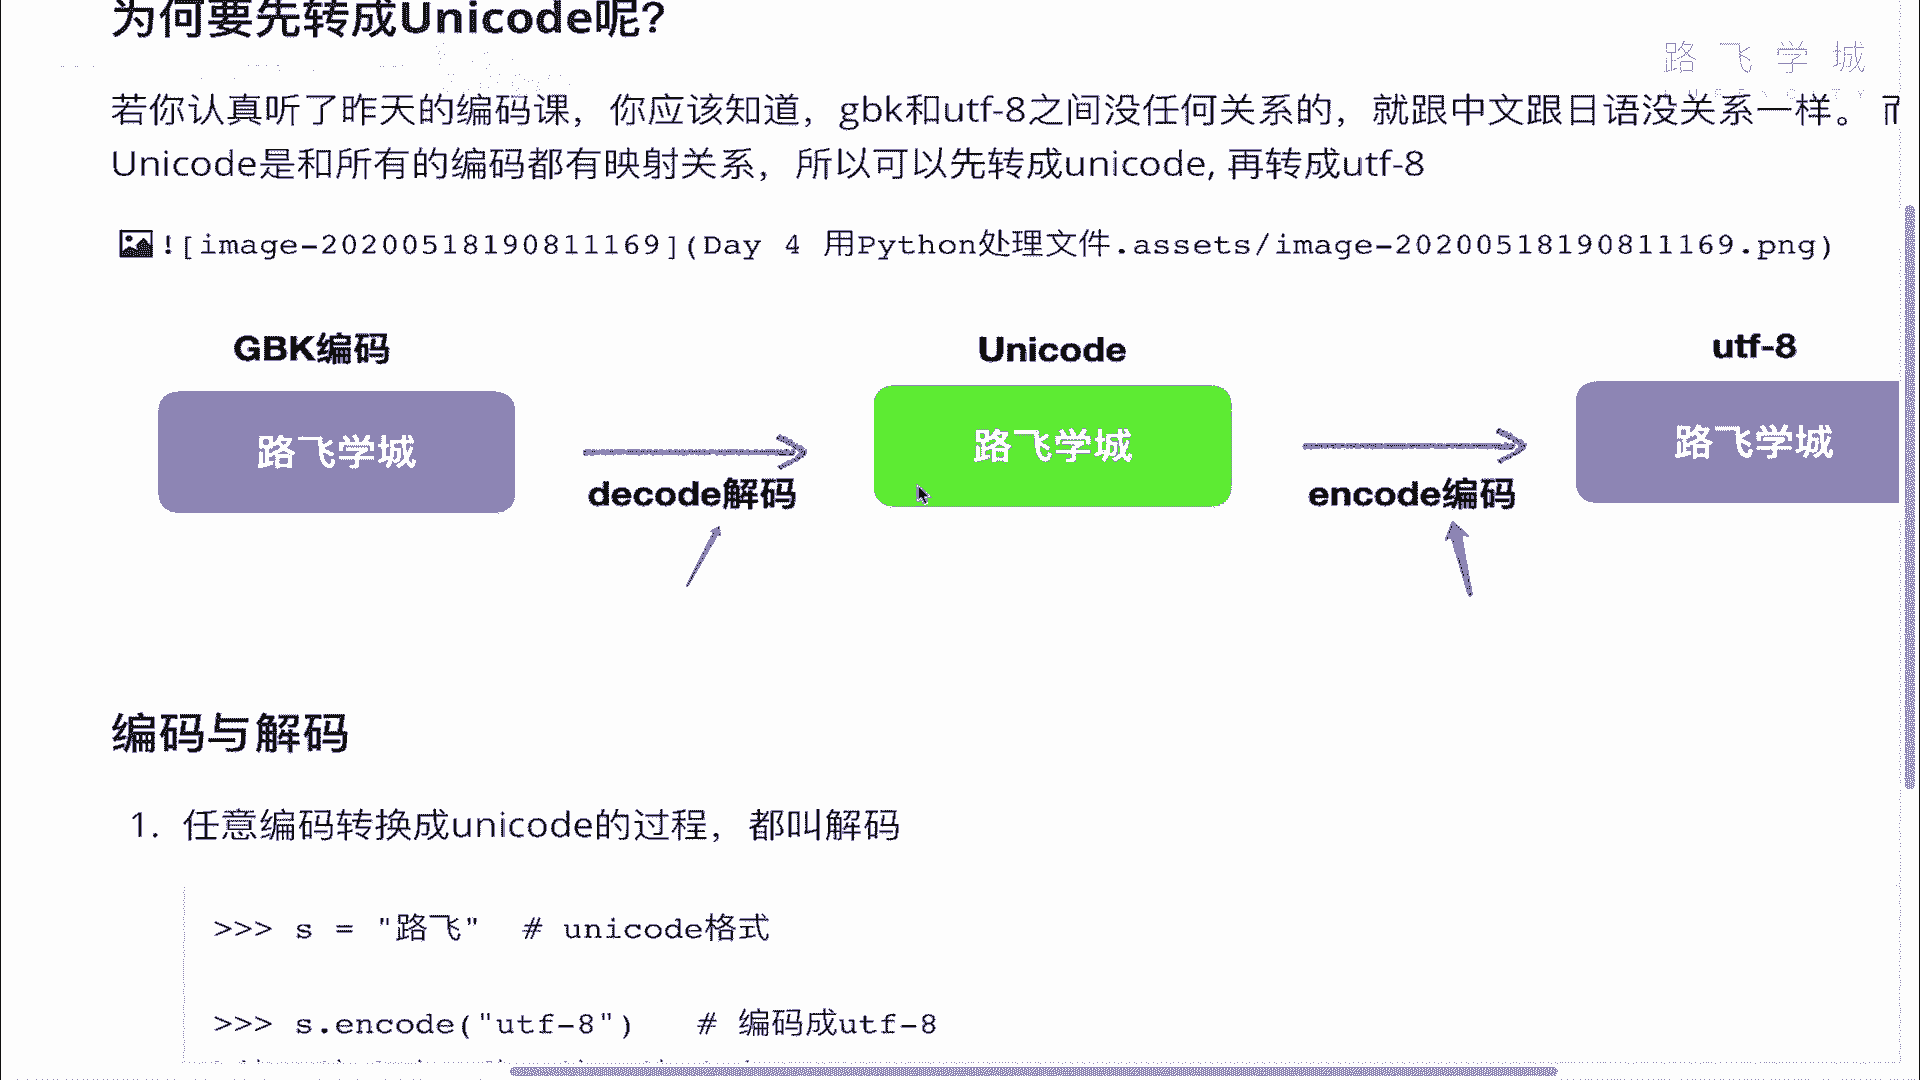 为何要先转成Unicode呢?
路飞学城
若你认真听了昨天的编码课，你应该知道，gbk和utf-8之间没任何关系的，就跟中文跟日语没关系一样。
Unicode是和所有的编码都有映射关系，所以可以先转成unicode, 再转成utf-8
![image-20200518190811169](Day 4 用Python处理文件.assets/image-20200518190811169.png)
GBK编码
Unicode
utf-8
路飞学城
路飞学城
路飞学城
decode解码
encode编码
编码与解码
1. 任意编码转换成unicode的过程，都叫解码
>>> s = "路飞"  # unicode格式
>>> s.encode("utf-8")   # 编码成utf-8